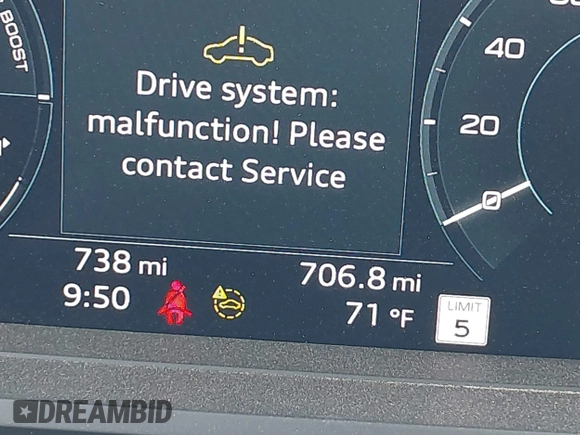 BOOST
40
20
0
Drive system:
malfunction! Please
contact Service
738 mi
706.8 mi
9:50
71 °F
LIMIT
5
DREAMBID